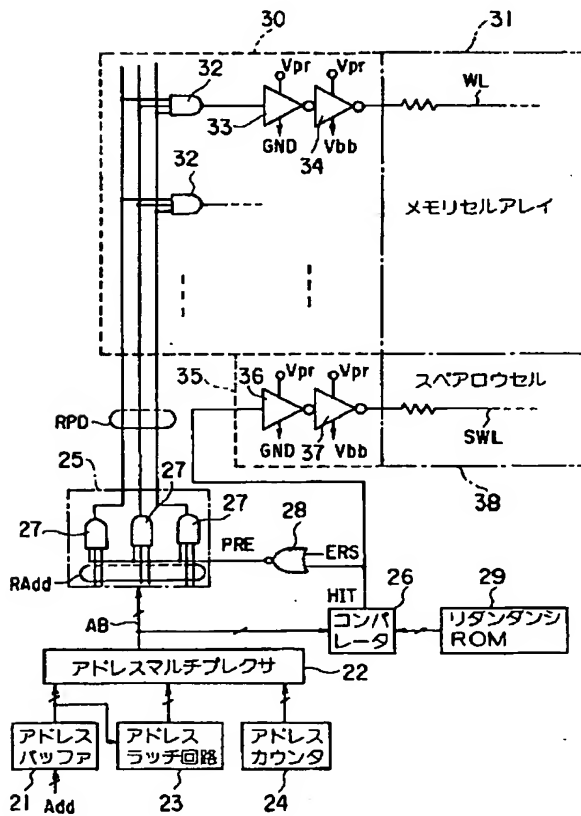 30
31
32
Vpr
Vpr
WL
33
GND
34
Vbb
32
メモリセルアレイ
35
36
Vpr
Vpr
スペアロウセル
RPD
GND
37
Vbb
SWL
25
27
38
27
27
28
PRE
ERS
RAdd
HIT
26
29
AB
コンパ
レータ
リダンダンシ
ROM
アドレスマルチプレクサ
22
アドレス
バッファ
アドレス
ラッチ回路
アドレス
カウンタ
21
Add
23
24